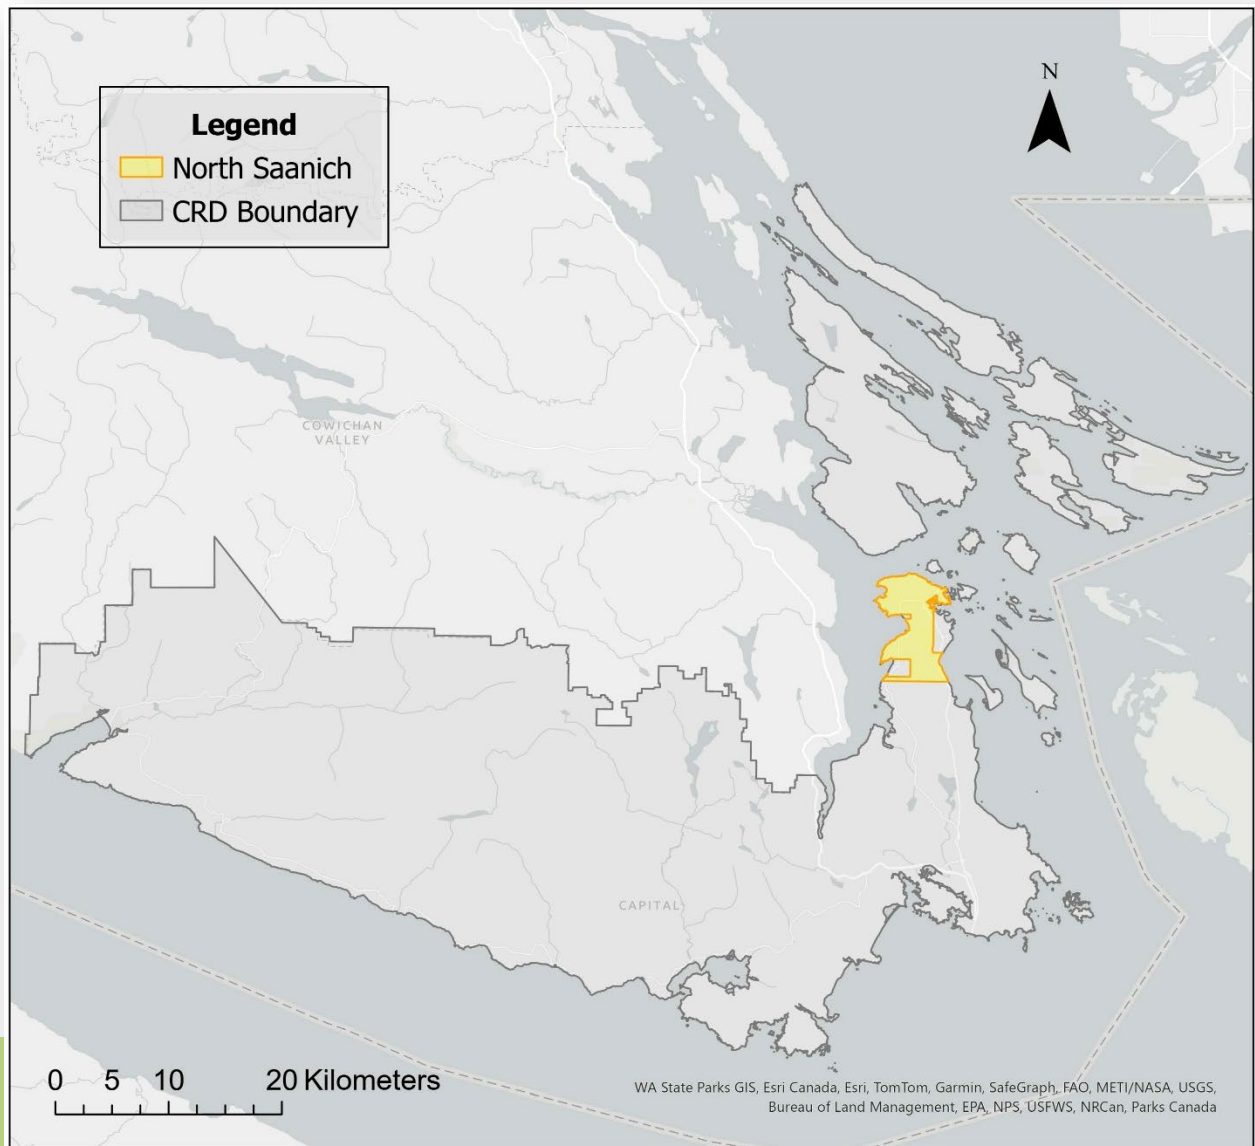 N
Legend
North Saanich
CRD Boundary
COWICHAN
VALLEY
CAPITAL
0 5 10 20 Kilometers
WA State Parks GIS, Esri Canada, Esri, TomTom, Garmin, SafeGraph, FAO, METI/NASA, USGS,
Bureau of Land Management, EPA, NPS, USFWS, NRCan, Parks Canada